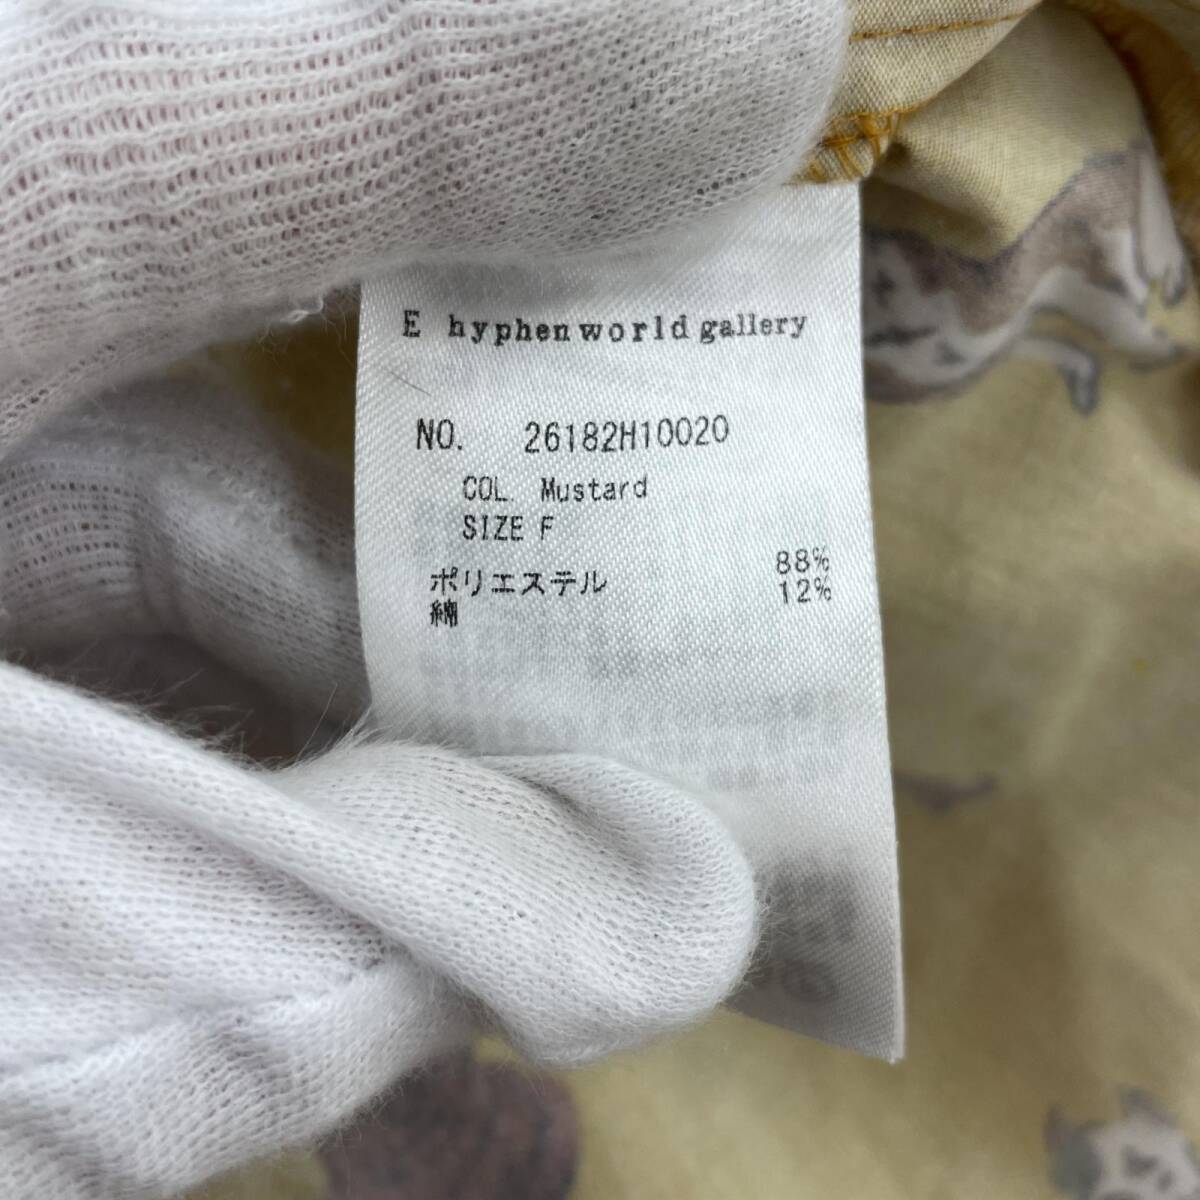 E hyphen world gallery
NO. 26182H10020
COL. Mustard
SIZE F
ポリエステル 88%
綿 12%